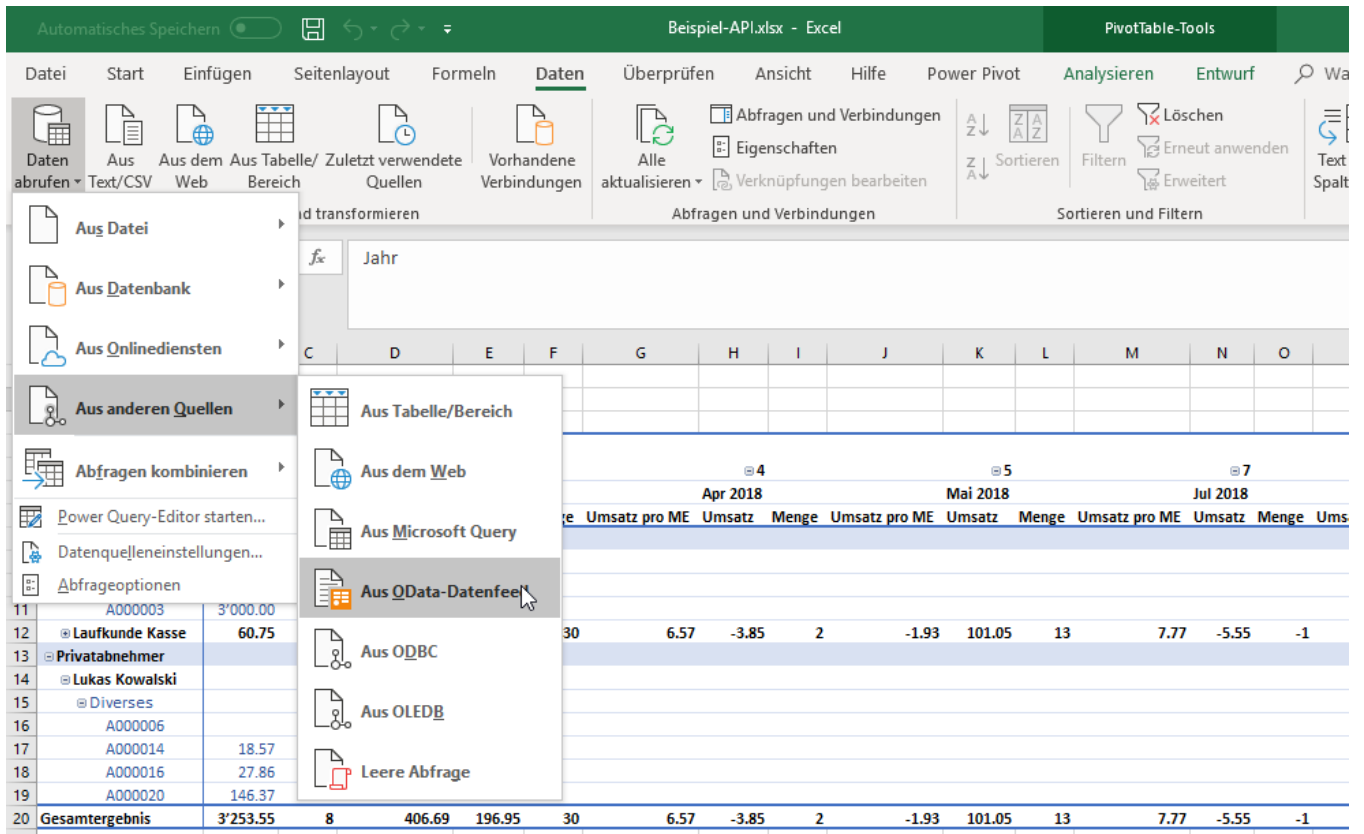 Automatisches Speichern
Beispiel-API.xlsx - Excel
PivotTable-Tools
Datei Start Einfügen Seitenlayout Formeln Daten Überprüfen Ansicht Hilfe Power Pivot Analysieren Entwurf
Daten abrufen
Aus Text/CSV
Aus dem Web
Aus Tabelle/ Bereich
Zuletzt verwendete Quellen
Vorhandene Verbindungen
Alle aktualisieren
Abfragen und Verbindungen
Eigenschaften
Verknüpfungen bearbeiten
Sortieren
Filtern
Löschen
Erneut anwenden
Erweitert
Text
transformieren
Abfragen und Verbindungen
Sortieren und Filtern
Aus Datei
Aus Datenbank
Aus Onlinediensten
Aus anderen Quellen
Abfragen kombinieren
Power Query-Editor starten...
Datenquelleneinstellungen...
Abfrageoptionen
Aus Tabelle/Bereich
Aus dem Web
Aus Microsoft Query
Aus OData-Datenfeed
Aus ODBC
Aus OLEDB
Leere Abfrage
fx Jahr
C D E F G H I J K L M N O
4 5 7
Apr 2018 Mai 2018 Jul 2018
Umsatz pro ME Umsatz Menge Umsatz pro ME Umsatz Menge Umsatz pro ME Umsatz Menge
11 A000003 3'000.00
12 Laufkunde Kasse 60.75 30 6.57 -3.85 2 -1.93 101.05 13 7.77 -5.55 -1
13 Privatabnehmer
14 Lukas Kowalski
15 Diverses
16 A000006
17 A000014 18.57
18 A000016 27.86
19 A000020 146.37
20 Gesamtergebnis 3'253.55 8 406.69 196.95 30 6.57 -3.85 2 -1.93 101.05 13 7.77 -5.55 -1